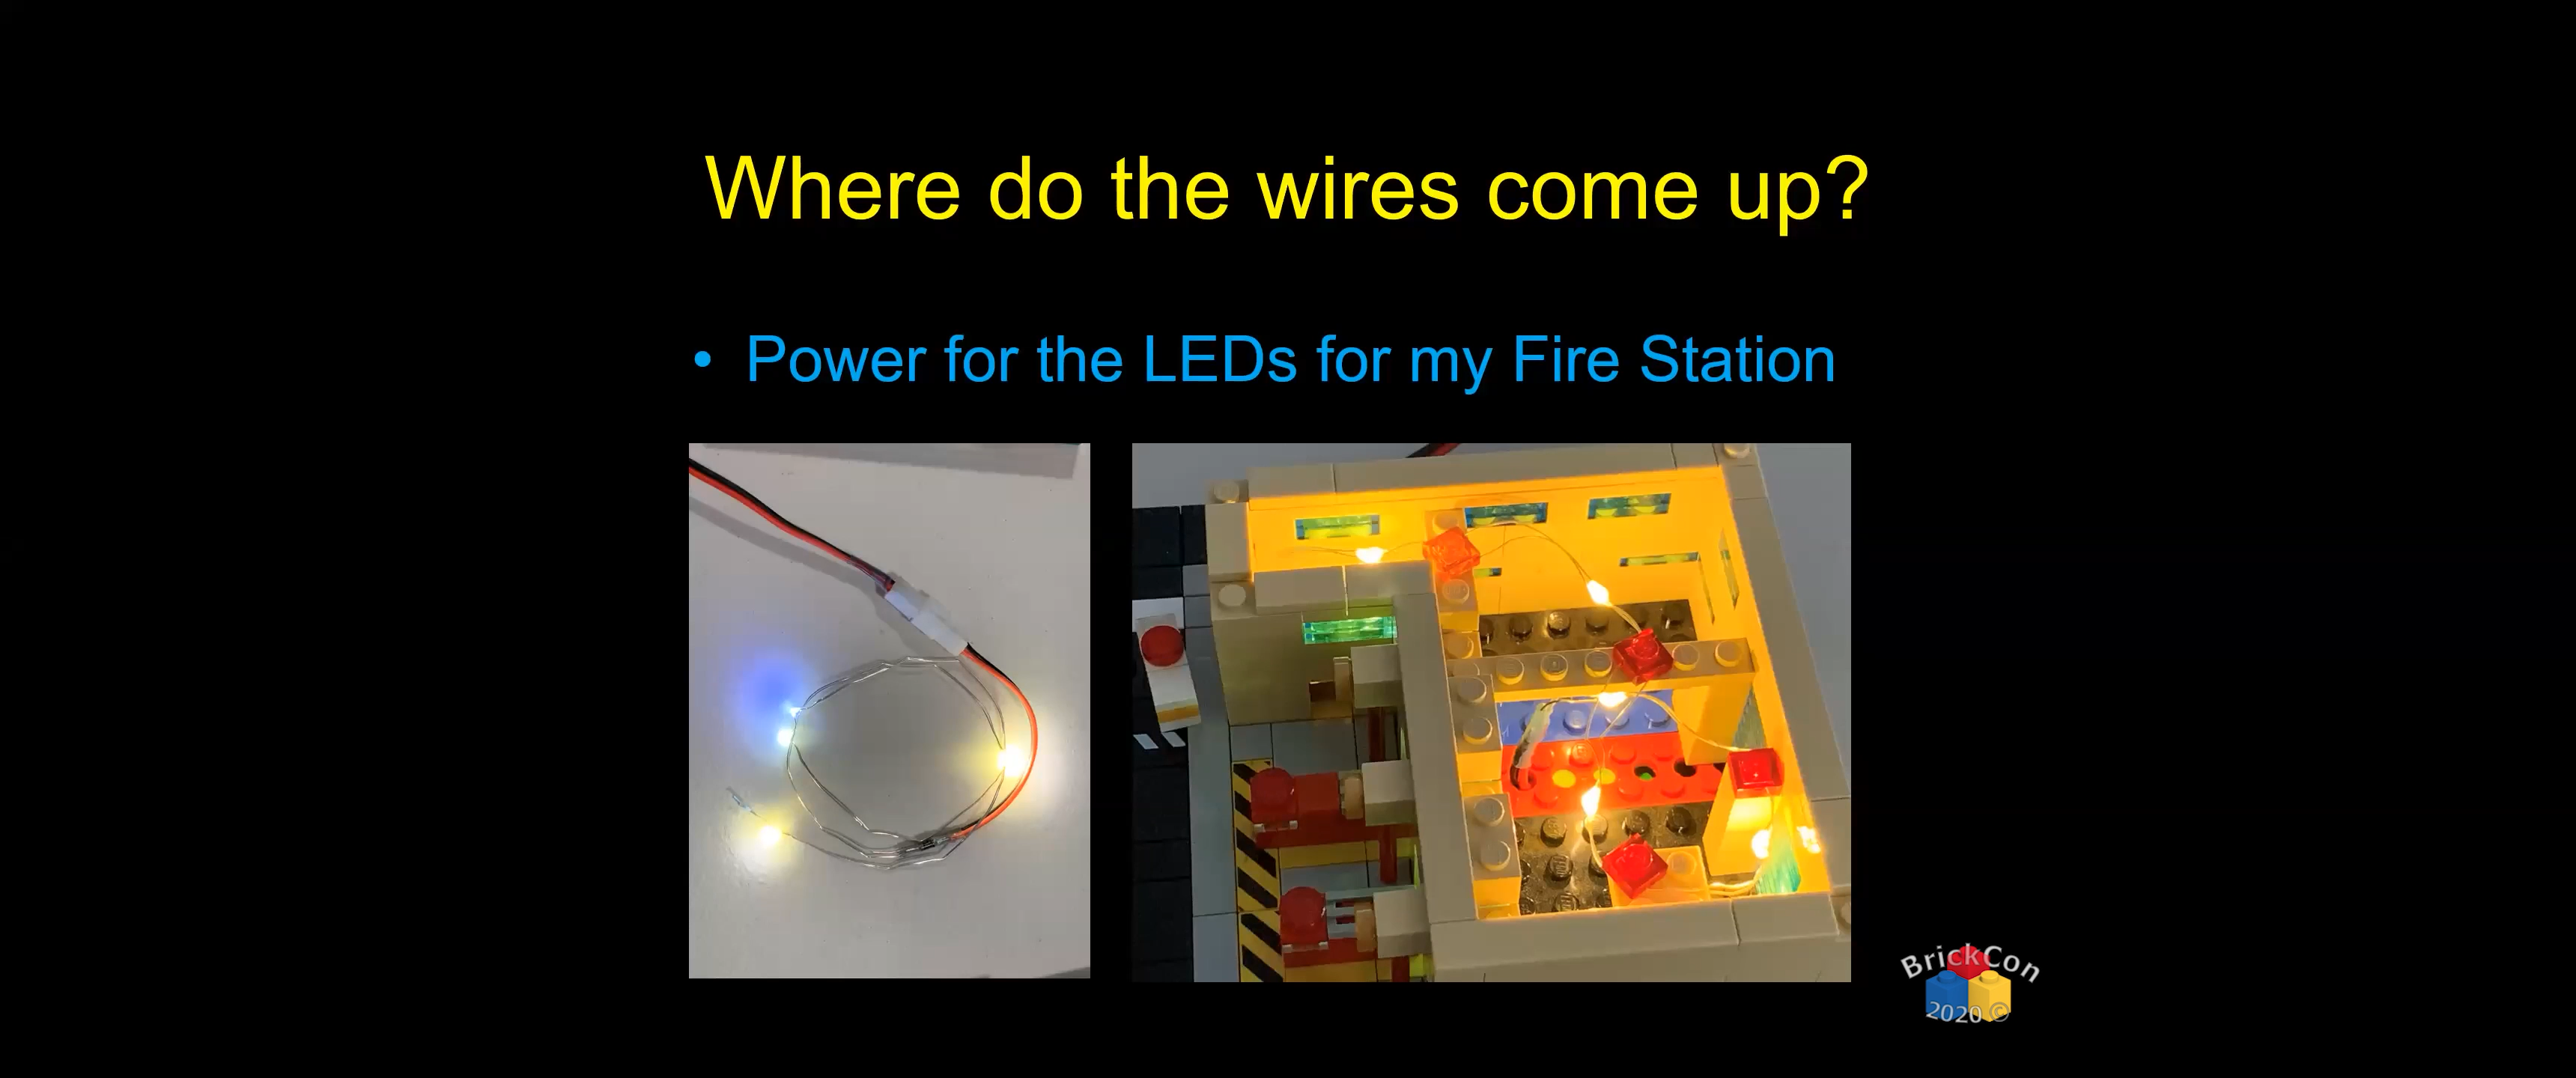 Where do the wires come up?
• Power for the LEDs for my Fire Station
BrickCon
2020 ©